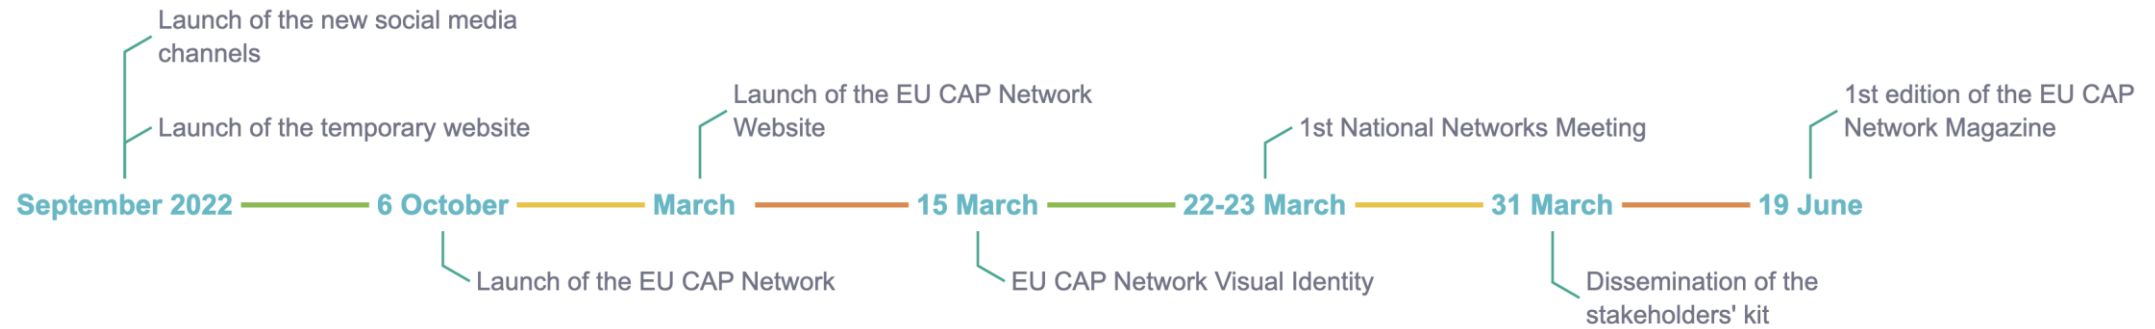 Launch of the new social media
channels
Launch of the temporary website
Launch of the EU CAP Network
Website
1st National Networks Meeting
1st edition of the EU CAP
Network Magazine
September 2022
6 October
March
15 March
22-23 March
31 March
19 June
Launch of the EU CAP Network
EU CAP Network Visual Identity
Dissemination of the
stakeholders' kit